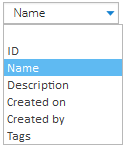 Name
ID
Name
Description
Created on
Created by
Tags